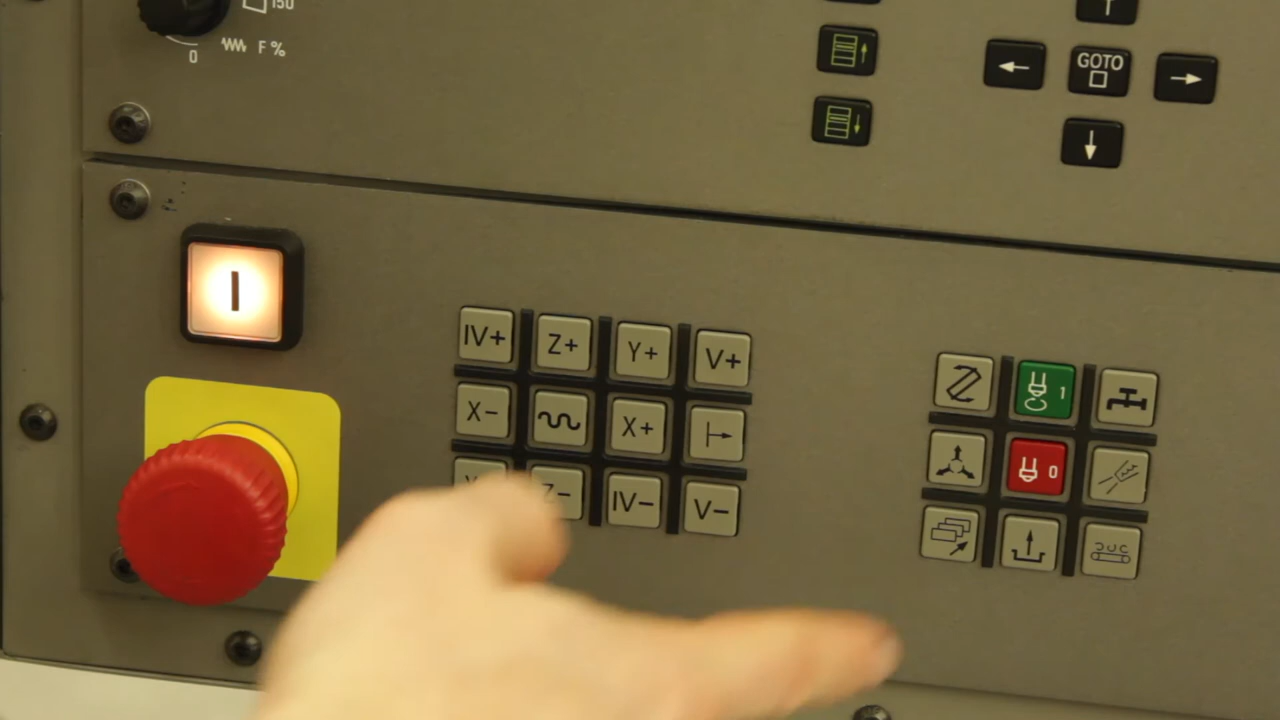 150
0
F %
GOTO
I
IV+ Z+ Y+ V+
X- X+
Z- IV- V-
1
0